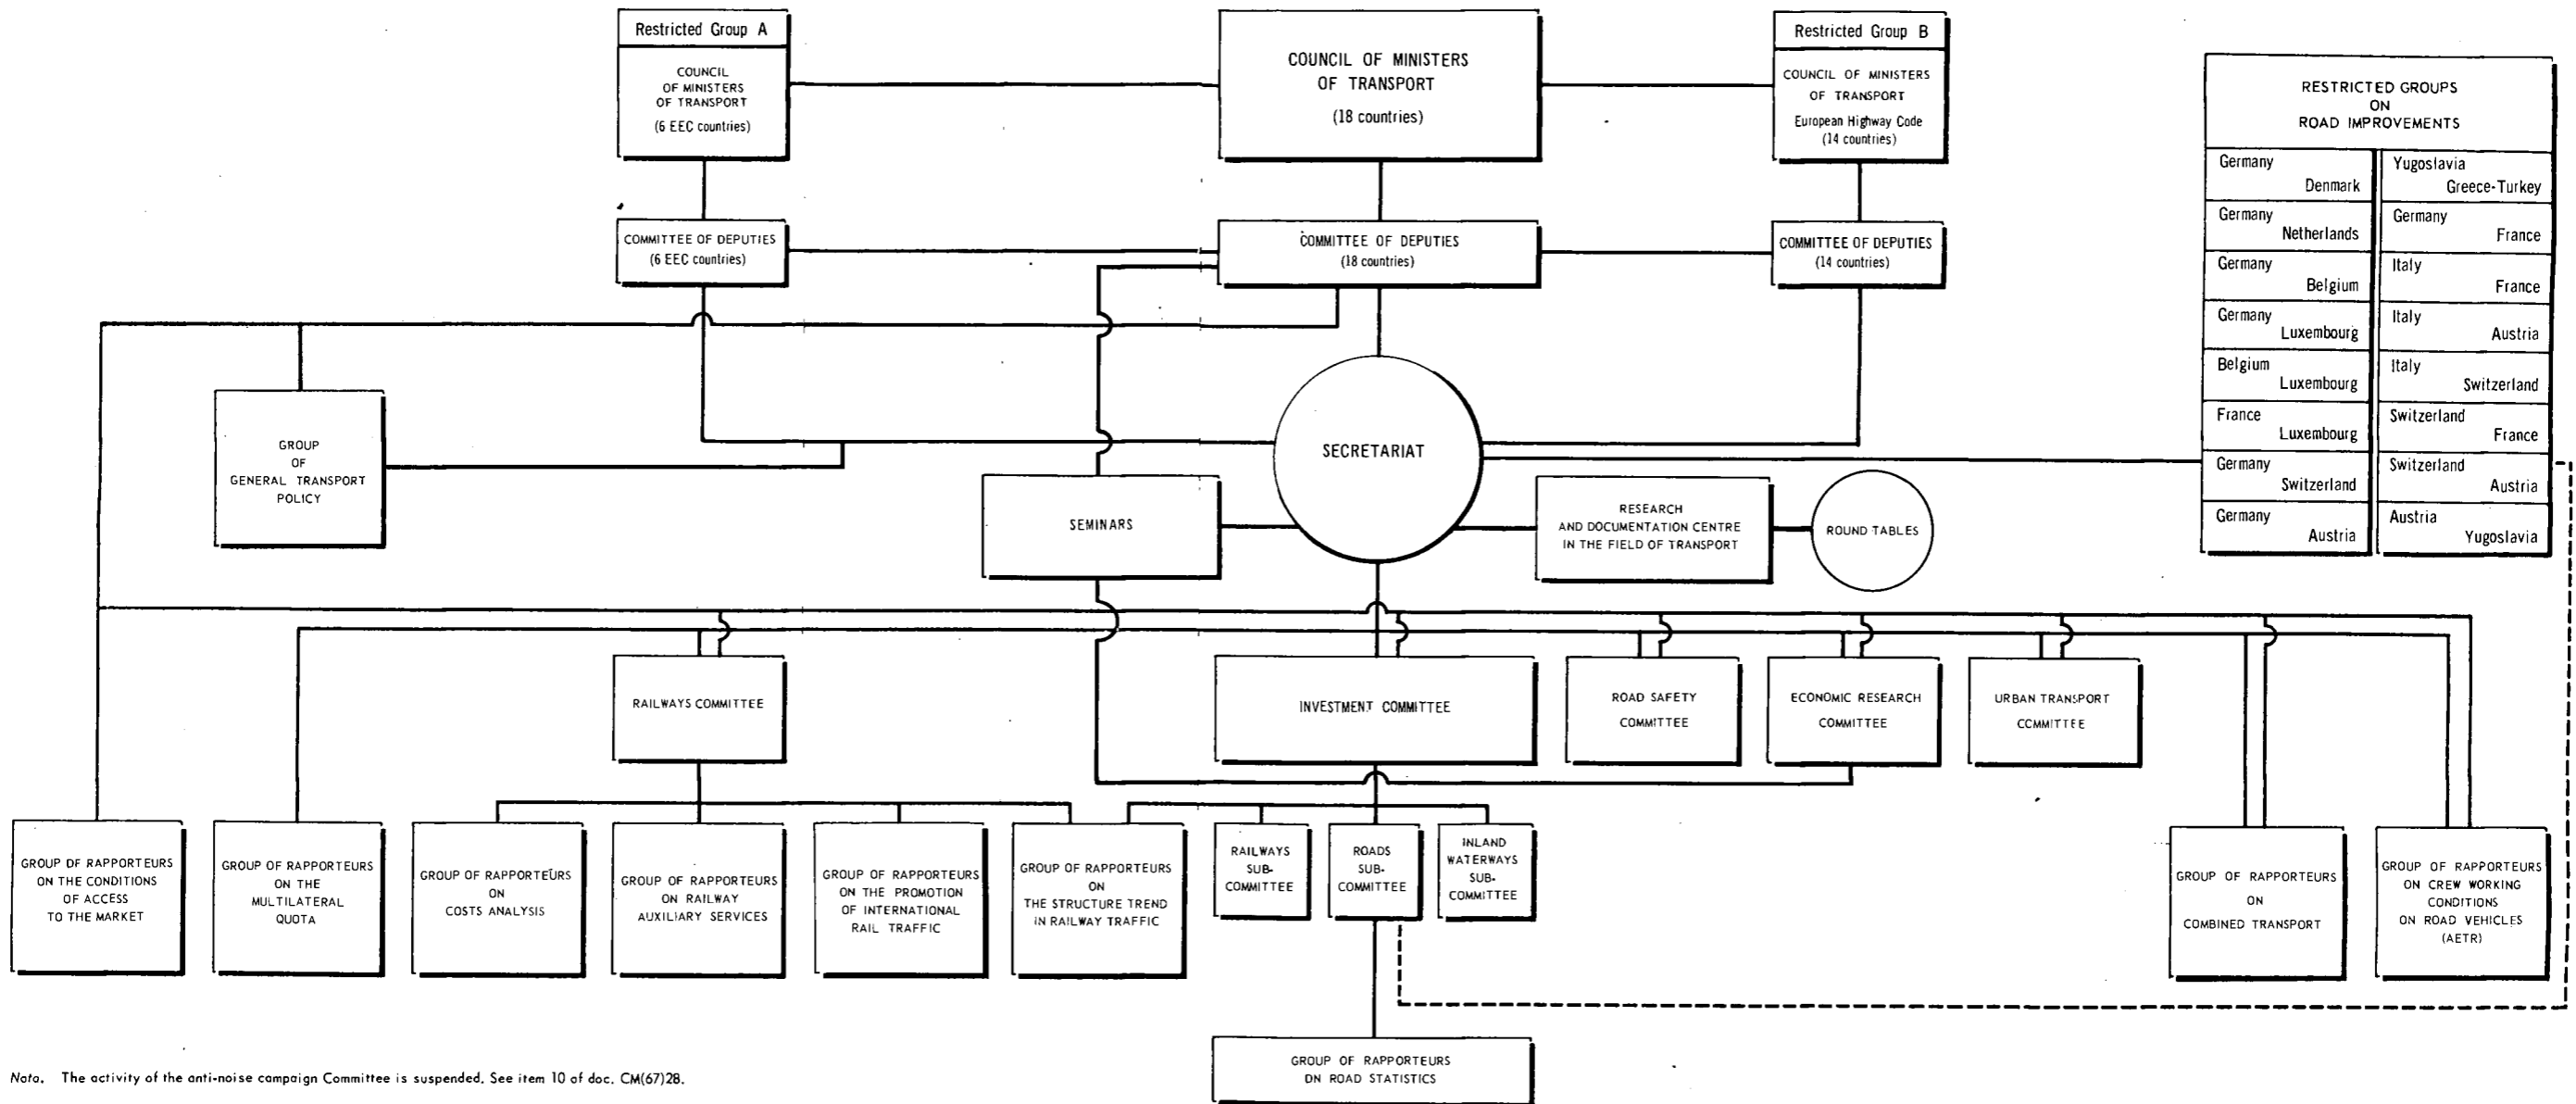 Restricted Group A
COUNCIL
OF MINISTERS
OF TRANSPORT
(6 EEC countries)
COUNCIL OF MINISTERS
OF TRANSPORT
(18 countries)
Restricted Group B
COUNCIL OF MINISTERS
OF TRANSPORT
European Highway Code
(14 countries)
RESTRICTED GROUPS
ON
ROAD IMPROVEMENTS
Germany
Denmark
Yugoslavia
Greece-Turkey
Germany
Netherlands
Germany
France
Germany
Belgium
Italy
France
Germany
Luxembourg
Italy
Austria
Belgium
Luxembourg
Italy
Switzerland
France
Luxembourg
Switzerland
France
Germany
Switzerland
Switzerland
Austria
Germany
Austria
Austria
Yugoslavia
COMMITTEE OF DEPUTIES
(6 EEC countries)
COMMITTEE OF DEPUTIES
(18 countries)
COMMITTEE OF DEPUTIES
(14 countries)
GROUP
OF
GENERAL TRANSPORT
POLICY
SECRETARIAT
SEMINARS
RESEARCH
AND DOCUMENTATION CENTRE
IN THE FIELD OF TRANSPORT
ROUND TABLES
RAILWAYS COMMITTEE
INVESTMENT COMMITTEE
ROAD SAFETY
COMMITTEE
ECONOMIC RESEARCH
COMMITTEE
URBAN TRANSPORT
COMMITTEE
GROUP OF RAPPORTEURS
ON THE CONDITIONS
OF ACCESS
TO THE MARKET
GROUP OF RAPPORTEURS
ON THE
MULTILATERAL
QUOTA
GROUP OF RAPPORTEURS
ON
COSTS ANALYSIS
GROUP OF RAPPORTEURS
ON RAILWAY
AUXILIARY SERVICES
GROUP OF RAPPORTEURS
ON THE PROMOTION
OF INTERNATIONAL
RAIL TRAFFIC
GROUP OF RAPPORTEURS
ON
THE STRUCTURE TREND
IN RAILWAY TRAFFIC
RAILWAYS
SUB-
COMMITTEE
ROADS
SUB-
COMMITTEE
INLAND
WATERWAYS
SUB-
COMMITTEE
GROUP OF RAPPORTEURS
ON
COMBINED TRANSPORT
GROUP OF RAPPORTEURS
ON CREW WORKING
CONDITIONS
ON ROAD VEHICLES
(AETR)
GROUP OF RAPPORTEURS
ON ROAD STATISTICS
Nota. The activity of the anti-noise campaign Committee is suspended. See item 10 of doc. CM(67)28.